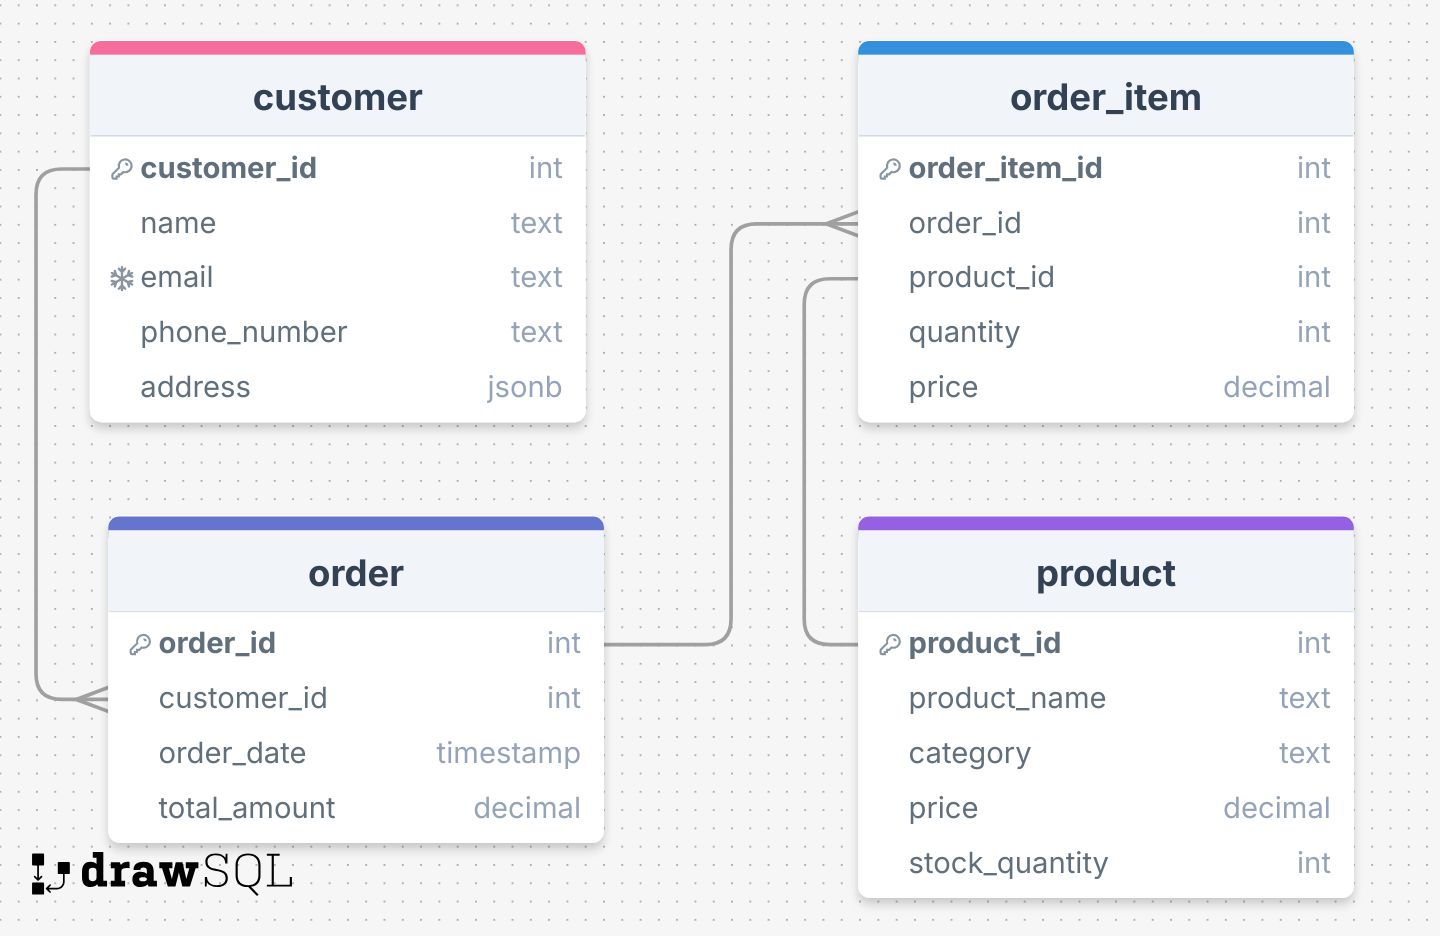 customer
customer_id int
name text
email text
phone_number text
address jsonb
order_item
order_item_id int
order_id int
product_id int
quantity int
price decimal
order
order_id int
customer_id int
order_date timestamp
total_amount decimal
product
product_id int
product_name text
category text
price decimal
stock_quantity int
drawSQL